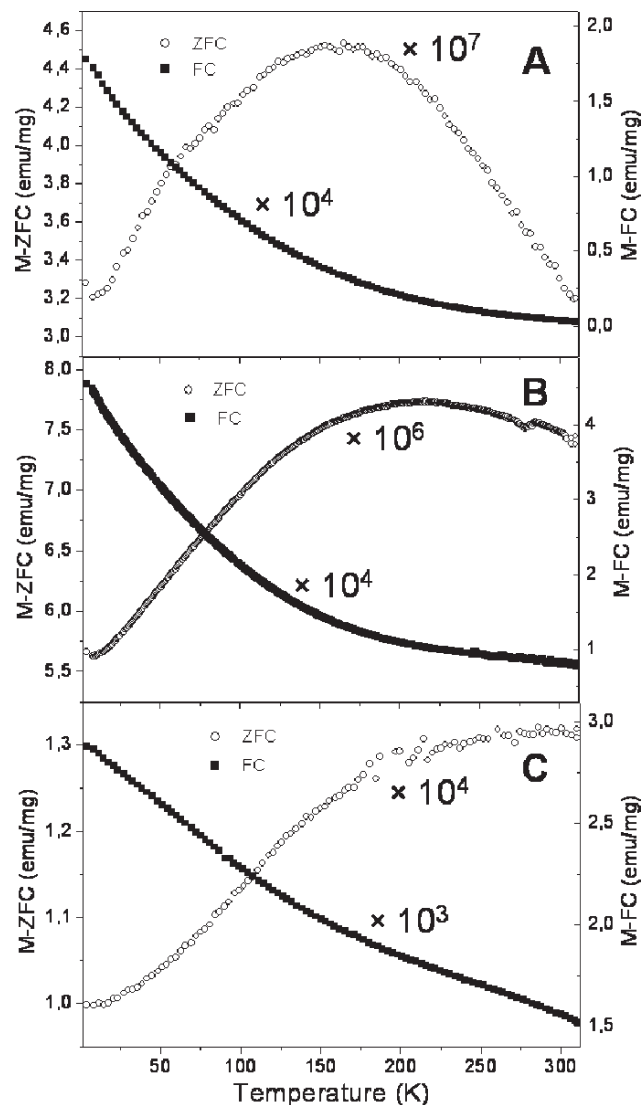 4,6
4,4
4,2
4,0
3,8
3,6
3,4
3,2
3,0
M-ZFC (emu/mg)
ZFC
FC
× 10⁷
× 10⁴
A
2,0
1,5
1,0
0,5
0,0
M-FC (emu/mg)
8,0
7,5
7,0
6,5
6,0
5,5
M-ZFC (emu/mg)
ZFC
FC
× 10⁶
× 10⁴
B
4
3
2
1
M-FC (emu/mg)
1,3
1,2
1,1
1,0
M-ZFC (emu/mg)
ZFC
FC
× 10⁴
× 10³
C
3,0
2,5
2,0
1,5
M-FC (emu/mg)
50 100 150 200 250 300
Temperature (K)